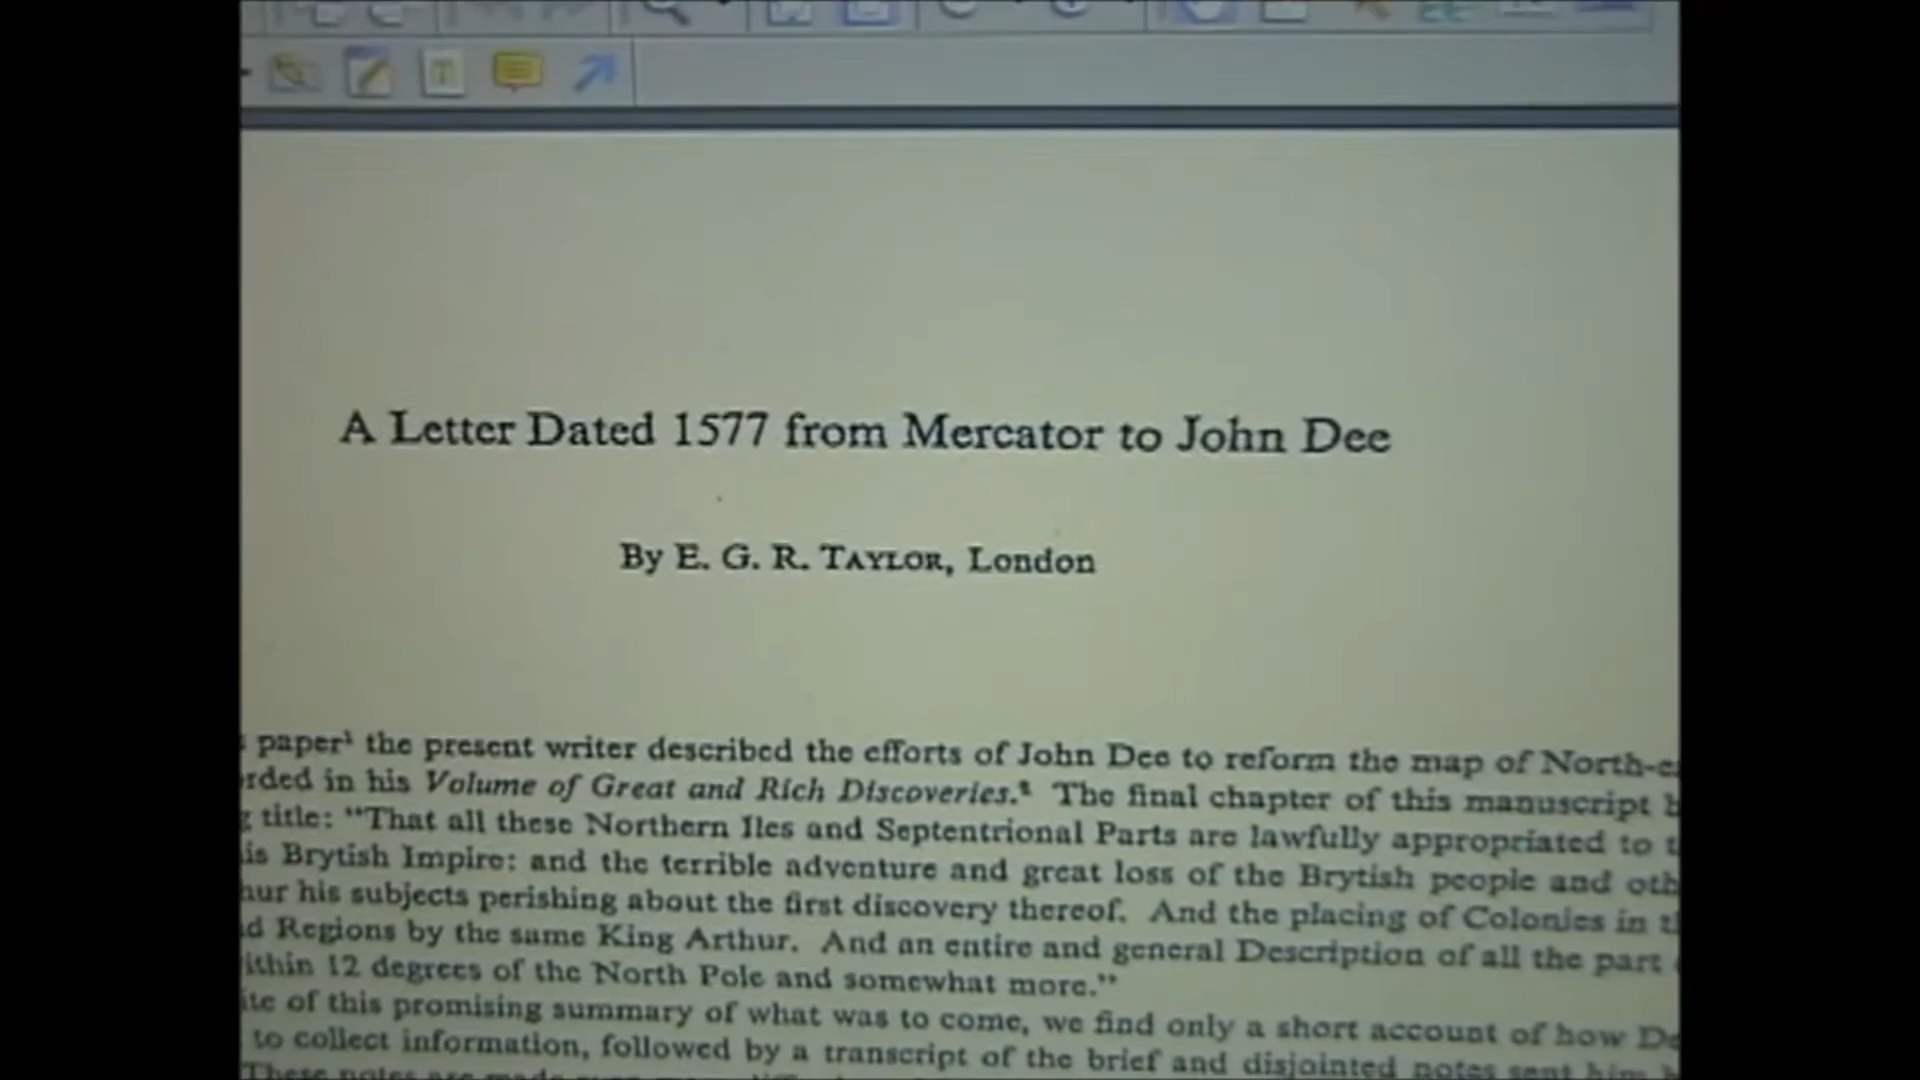 A Letter Dated 1577 from Mercator to John Dee
By E. G. R. TAYLOR, London
paper¹ the present writer described the efforts of John Dee to reform the map of North-
in his Volume of Great and Rich Discoveries.² The final chapter of this manuscript
title: "That all these Northern Iles and Septentrional Parts are lawfully appropriated to
Brytish Impire: and the terrible adventure and great loss of the Brytish people and
his subjects perishing about the first discovery thereof. And the placing of Colonies in
Regions by the same King Arthur. And an entire and general Description of all the part
12 degrees of the North Pole and somewhat more."
of this promising summary of what was to come, we find only a short account of how
to collect information, followed by a transcript of the brief and disjointed notes sent him
These notes are made